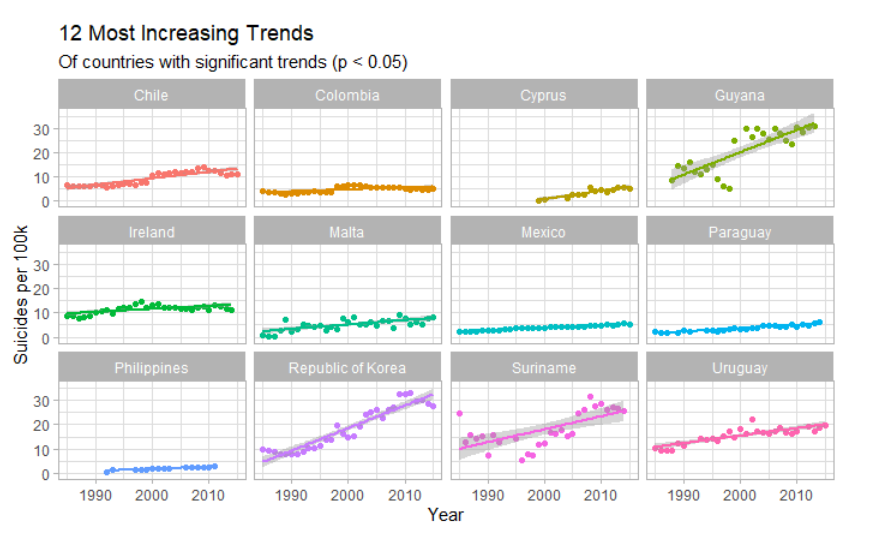 12 Most Increasing Trends
Of countries with significant trends (p < 0.05)
Chile Colombia Cyprus Guyana
30
20
10
0
Ireland Malta Mexico Paraguay
30
20
10
0
Philippines Republic of Korea Suriname Uruguay
30
20
10
0
1990 2000 2010 1990 2000 2010 1990 2000 2010 1990 2000 2010
Suicides per 100k
Year